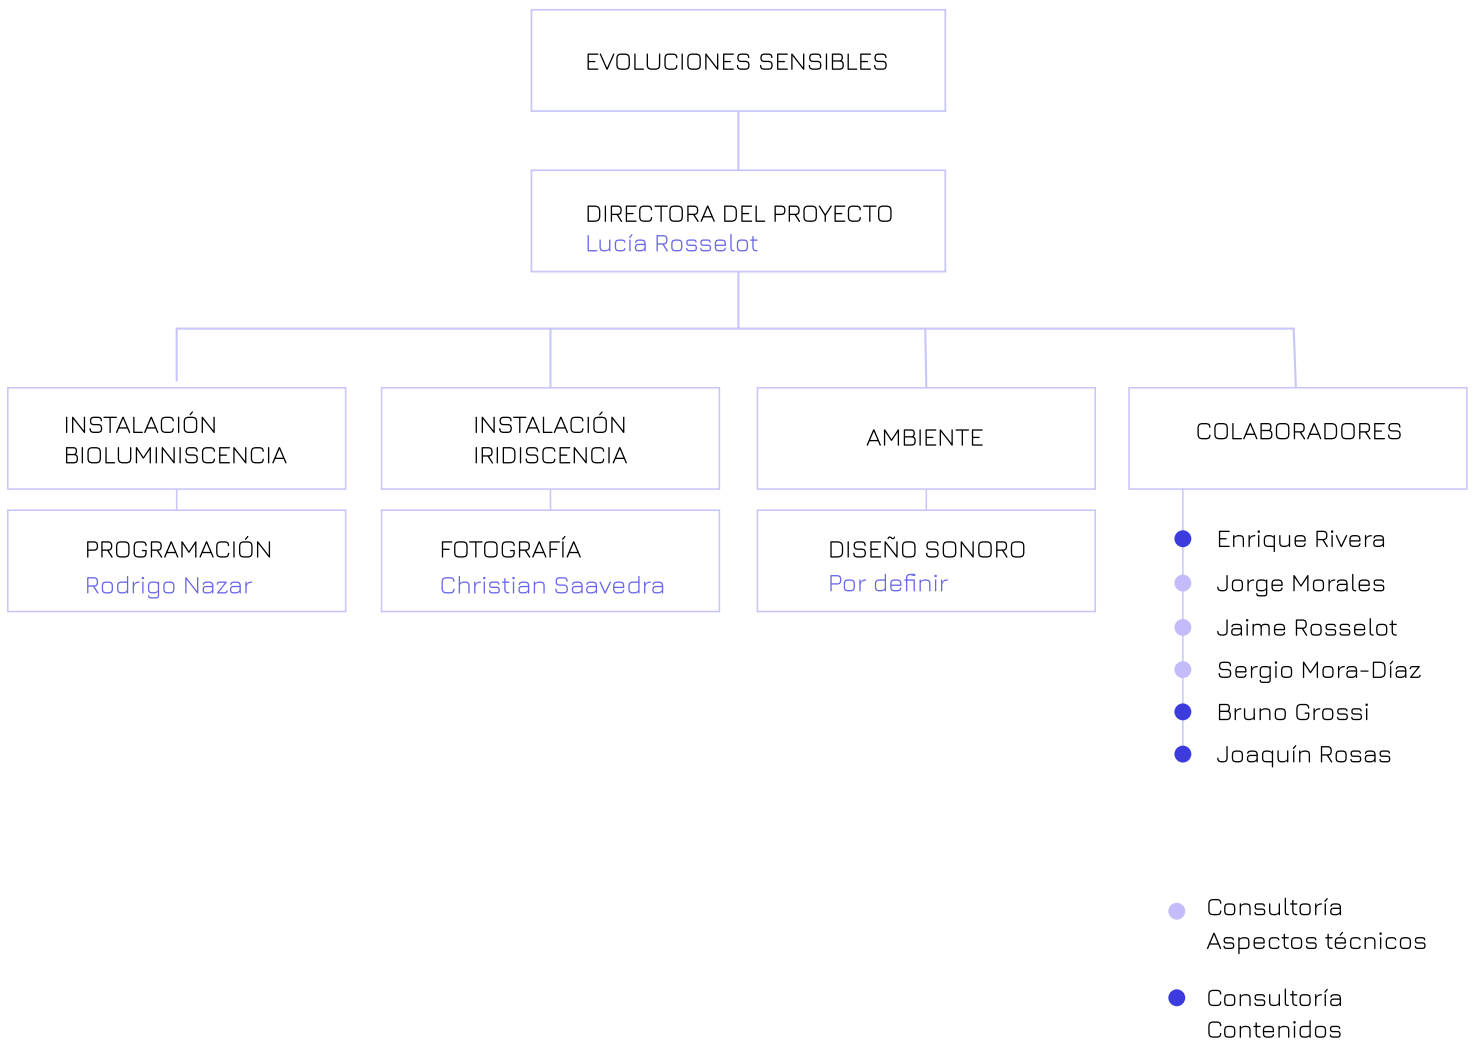 EVOLUCIONES SENSIBLES
DIRECTORA DEL PROYECTO
Lucía Rosselot
INSTALACIÓN
BIOLUMINISCENCIA
PROGRAMACIÓN
Rodrigo Nazar
INSTALACIÓN
IRIDISCENCIA
FOTOGRAFÍA
Christian Saavedra
AMBIENTE
DISEÑO SONORO
Por definir
COLABORADORES
Enrique Rivera
Jorge Morales
Jaime Rosselot
Sergio Mora-Díaz
Bruno Grossi
Joaquín Rosas
Consultoría
Aspectos técnicos
Consultoría
Contenidos